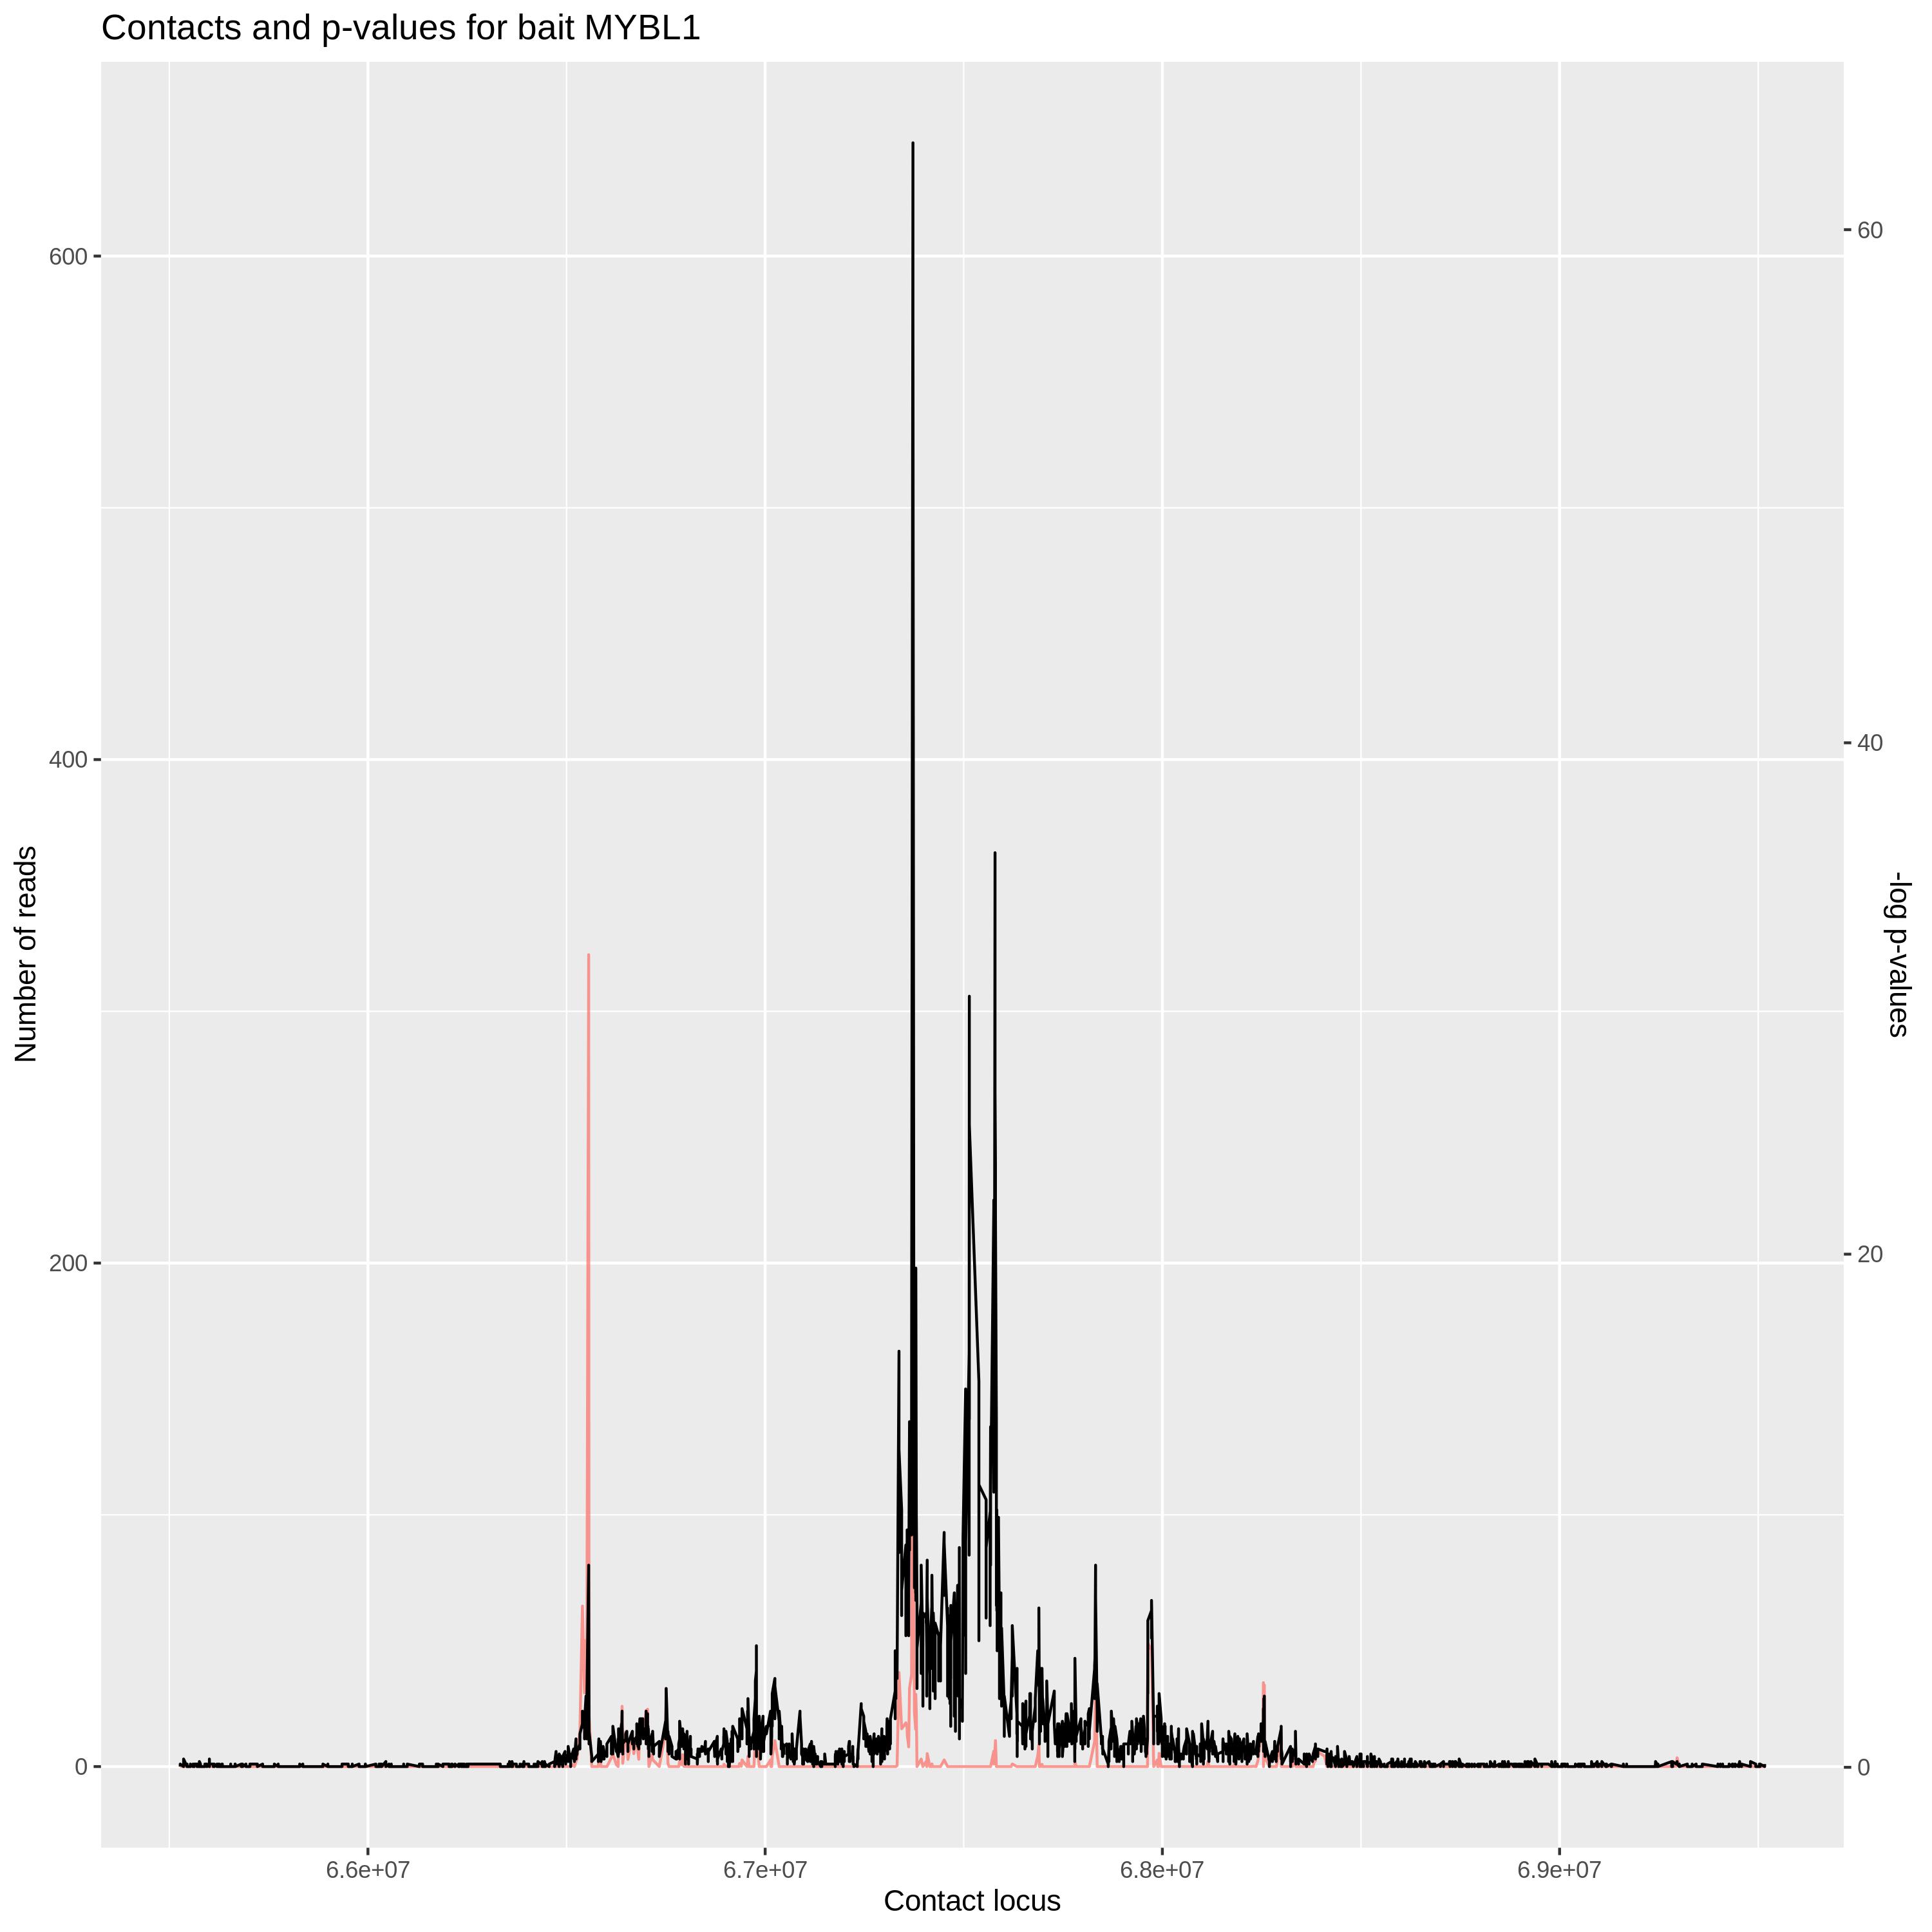 Contacts and p-values for bait MYBL1
600
400
200
0
60
40
20
0
Number of reads
-log p-values
6.6e+07
6.7e+07
6.8e+07
6.9e+07
Contact locus